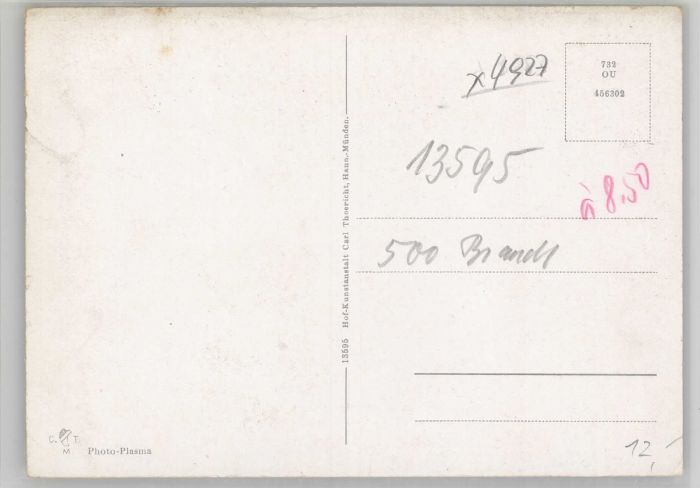 x4927
732
OU
456302
13595
à 8,50
500 Brandt
13595 Hof-Kunstanstalt Carl Thoericht, Hann.-Münden.
C. T.
M
Photo-Plasma
12,-